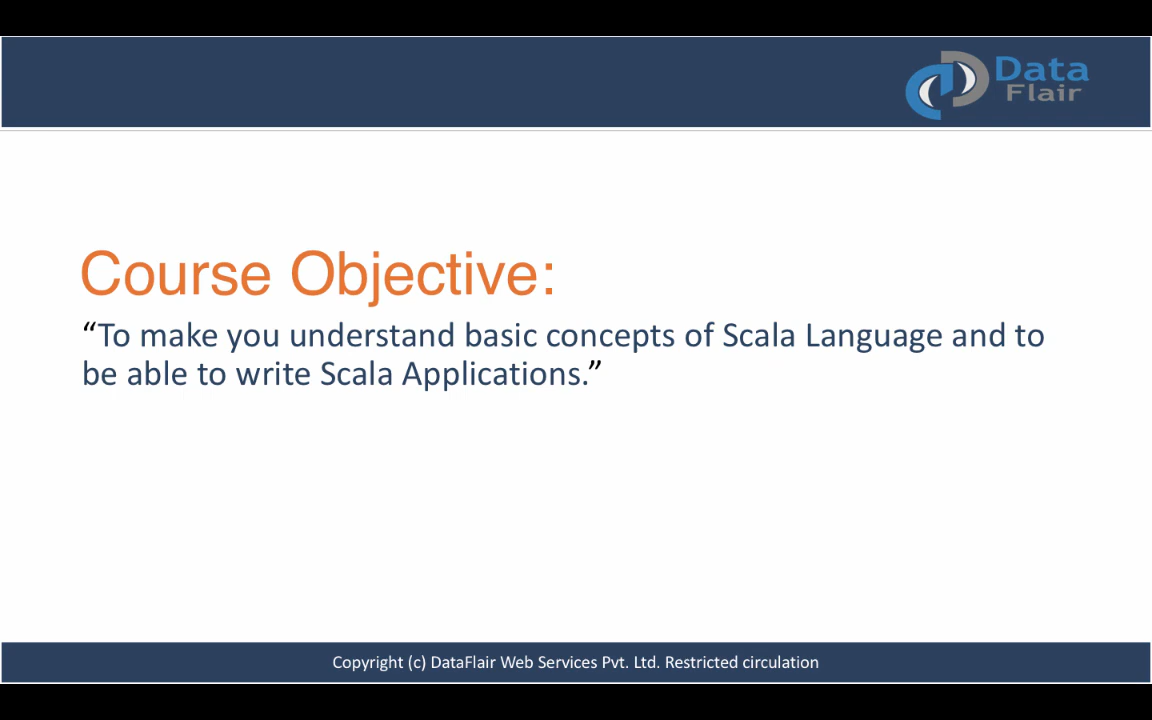 Data
Flair
Course Objective:
“To make you understand basic concepts of Scala Language and to
be able to write Scala Applications.”
Copyright (c) DataFlair Web Services Pvt. Ltd. Restricted circulation